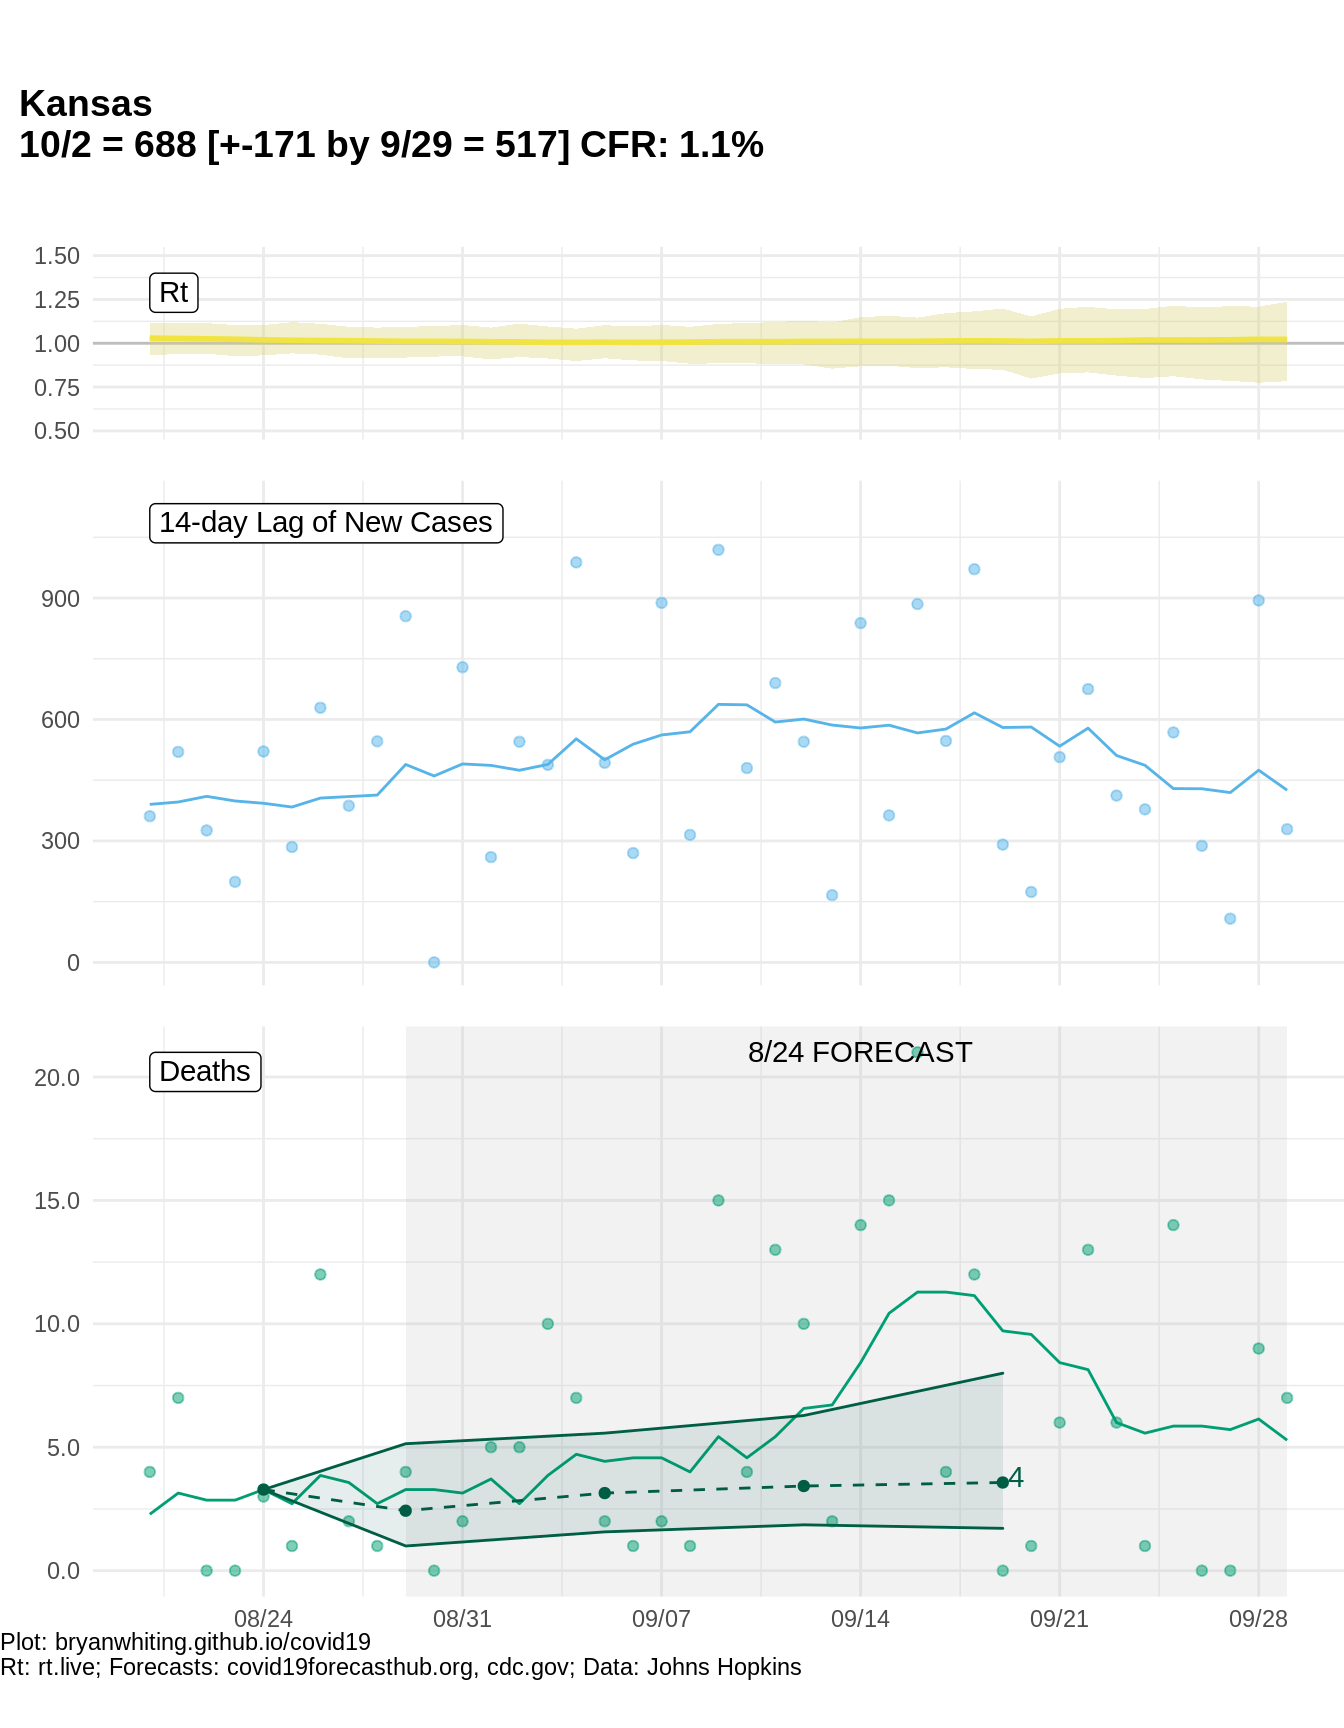 Kansas
10/2 = 688 [+-171 by 9/29 = 517] CFR: 1.1%
1.50
1.25
1.00
0.75
0.50
Rt
14-day Lag of New Cases
900
600
300
0
8/24 FORECAST
Deaths
20.0
15.0
10.0
5.0
0.0
4
08/24
08/31
09/07
09/14
09/21
09/28
Plot: bryanwhiting.github.io/covid19
Rt: rt.live; Forecasts: covid19forecasthub.org, cdc.gov; Data: Johns Hopkins